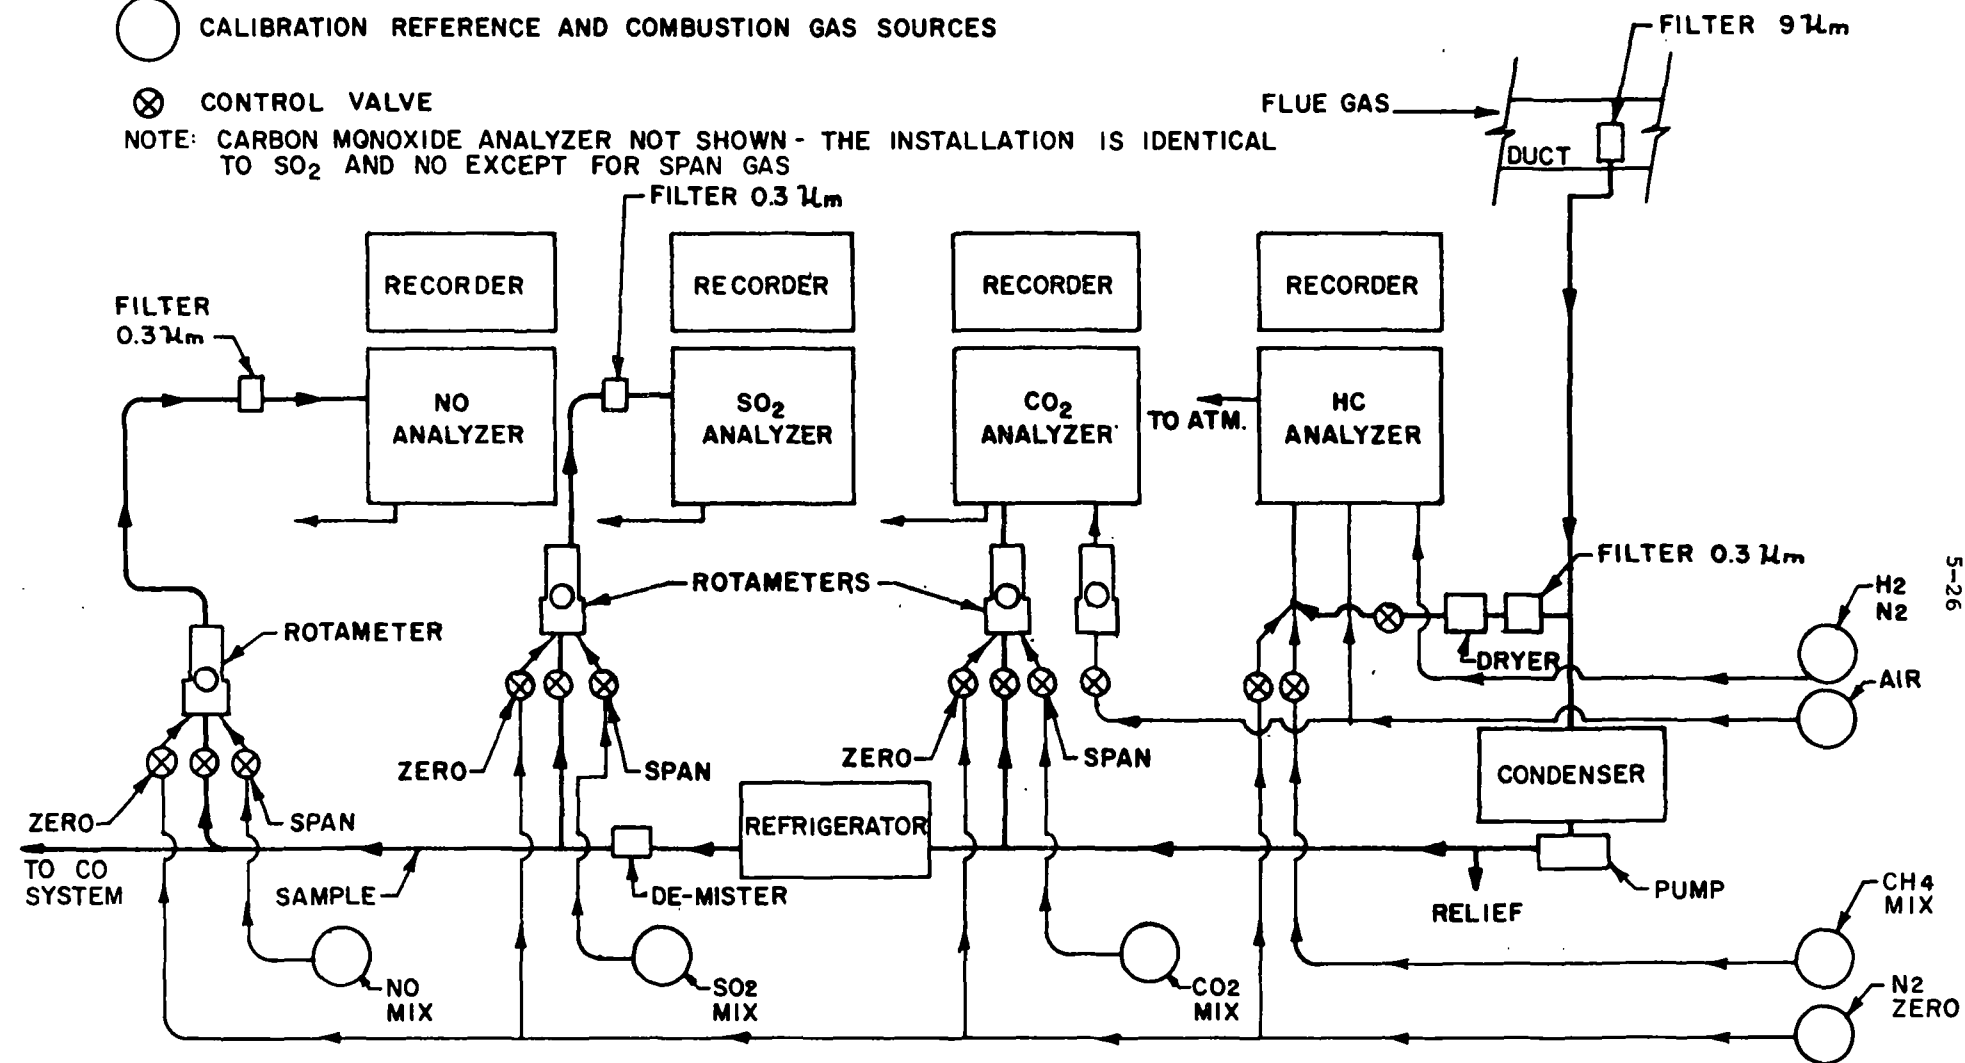 CALIBRATION REFERENCE AND COMBUSTION GAS SOURCES
FILTER 9 μm
CONTROL VALVE
FLUE GAS
NOTE: CARBON MONOXIDE ANALYZER NOT SHOWN - THE INSTALLATION IS IDENTICAL
TO SO2 AND NO EXCEPT FOR SPAN GAS
DUCT
FILTER 0.3 μm
RECORDER
RECORDER
RECORDER
RECORDER
FILTER
0.3 μm
NO
ANALYZER
SO2
ANALYZER
CO2
ANALYZER
TO ATM.
HC
ANALYZER
FILTER 0.3 μm
5-26
ROTAMETERS
H2
N2
ROTAMETER
DRYER
AIR
ZERO
SPAN
ZERO
SPAN
CONDENSER
ZERO
SPAN
REFRIGERATOR
TO CO
SYSTEM
SAMPLE
DE-MISTER
RELIEF
PUMP
CH4
MIX
NO
MIX
SO2
MIX
CO2
MIX
N2
ZERO